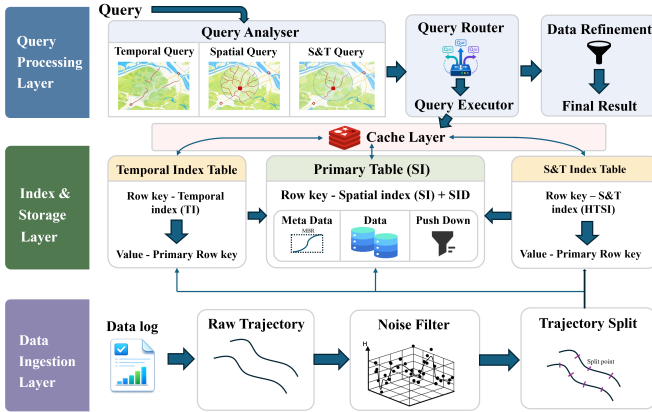 Query
Query
Processing
Layer
Query Analyser
Temporal Query
Spatial Query
S&T Query
Query Router
Query Executor
Data Refinement
Final Result
Cache Layer
Index &
Storage
Layer
Temporal Index Table
Row key - Temporal
index (TI)
Value - Primary Row key
Primary Table (SI)
Row key - Spatial index (SI) + SID
Meta Data
MBR
Data
Push Down
S&T Index Table
Row key – S&T
index (HTSI)
Value - Primary Row key
Data
Ingestion
Layer
Data log
Raw Trajectory
Noise Filter
H
Trajectory Split
Split point